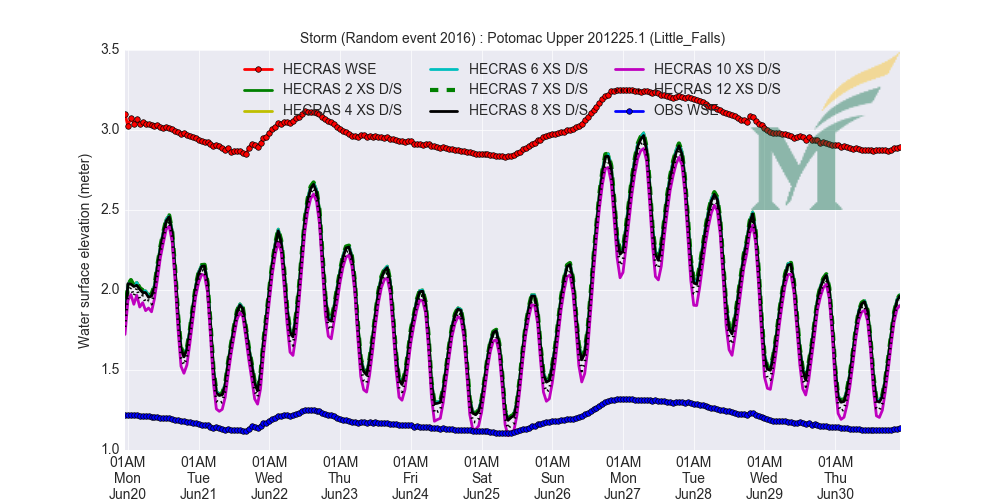 Storm (Random event 2016) : Potomac Upper 201225.1 (Little_Falls)
HECRAS WSE HECRAS 6 XS D/S HECRAS 10 XS D/S
HECRAS 2 XS D/S HECRAS 7 XS D/S HECRAS 12 XS D/S
HECRAS 4 XS D/S HECRAS 8 XS D/S OBS WSE
Water surface elevation (meter)
3.5
3.0
2.5
2.0
1.5
1.0
01AM 01AM 01AM 01AM 01AM 01AM 01AM 01AM 01AM 01AM 01AM
Mon Tue Wed Thu Fri Sat Sun Mon Tue Wed Thu
Jun20 Jun21 Jun22 Jun23 Jun24 Jun25 Jun26 Jun27 Jun28 Jun29 Jun30
M